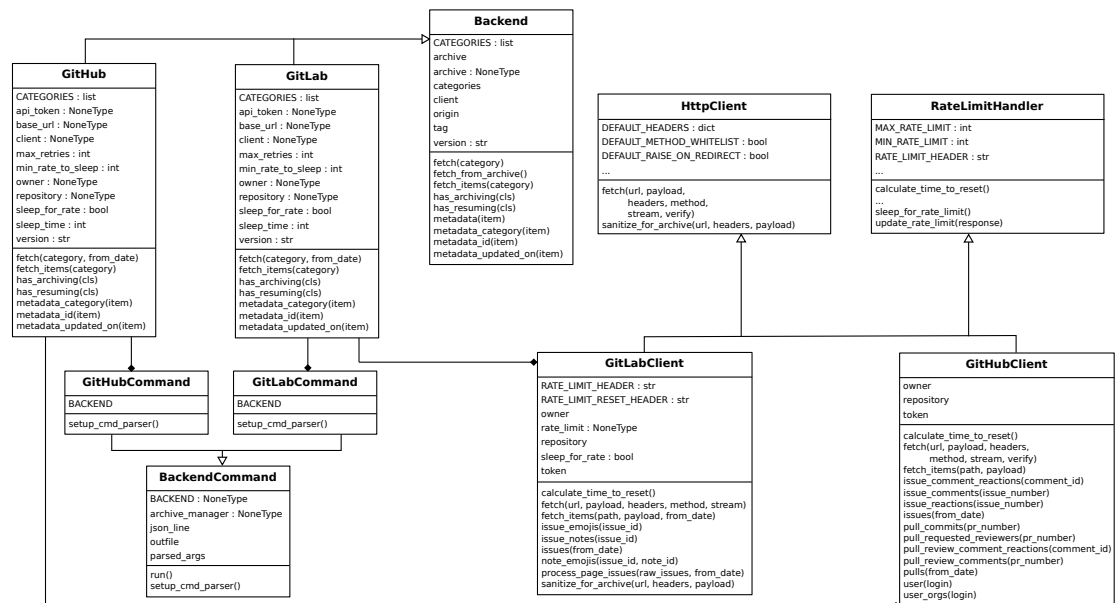 Backend
CATEGORIES : list
archive
archive : NoneType
categories
client
origin
tag
version : str
fetch(category)
fetch_from_archive()
fetch_items(category)
has_archiving(cls)
has_resuming(cls)
metadata(item)
metadata_category(item)
metadata_id(item)
metadata_updated_on(item)
GitHub
CATEGORIES : list
api_token : NoneType
base_url : NoneType
client : NoneType
max_retries : int
min_rate_to_sleep : int
owner : NoneType
repository : NoneType
sleep_for_rate : bool
sleep_time : int
version : str
fetch(category, from_date)
fetch_items(category)
has_archiving(cls)
has_resuming(cls)
metadata_category(item)
metadata_id(item)
metadata_updated_on(item)
GitLab
CATEGORIES : list
api_token : NoneType
base_url : NoneType
client : NoneType
max_retries : int
min_rate_to_sleep : int
owner : NoneType
repository : NoneType
sleep_for_rate : bool
sleep_time : int
version : str
fetch(category, from_date)
fetch_items(category)
has_archiving(cls)
has_resuming(cls)
metadata_category(item)
metadata_id(item)
metadata_updated_on(item)
HttpClient
DEFAULT_HEADERS : dict
DEFAULT_METHOD_WHITELIST : bool
DEFAULT_RAISE_ON_REDIRECT : bool
...
fetch(url, payload,
headers, method,
stream, verify)
sanitize_for_archive(url, headers, payload)
RateLimitHandler
MAX_RATE_LIMIT : int
MIN_RATE_LIMIT : int
RATE_LIMIT_HEADER : str
...
calculate_time_to_reset()
...
sleep_for_rate_limit()
update_rate_limit(response)
GitHubCommand
BACKEND
setup_cmd_parser()
GitLabCommand
BACKEND
setup_cmd_parser()
BackendCommand
BACKEND : NoneType
archive_manager : NoneType
json_line
outfile
parsed_args
run()
setup_cmd_parser()
GitLabClient
RATE_LIMIT_HEADER : str
RATE_LIMIT_RESET_HEADER : str
owner
rate_limit : NoneType
repository
sleep_for_rate : bool
token
calculate_time_to_reset()
fetch(url, payload, headers, method, stream)
fetch_items(path, payload, from_date)
issue_emojis(issue_id)
issue_notes(issue_id)
issues(from_date)
note_emojis(issue_id, note_id)
process_page_issues(raw_issues, from_date)
sanitize_for_archive(url, headers, payload)
GitHubClient
owner
repository
token
calculate_time_to_reset()
fetch(url, payload, headers,
method, stream, verify)
fetch_items(path, payload)
issue_comment_reactions(comment_id)
issue_comments(issue_number)
issue_reactions(issue_number)
issues(from_date)
pull_commits(pr_number)
pull_requested_reviewers(pr_number)
pull_review_comment_reactions(comment_id)
pull_review_comments(pr_number)
pulls(from_date)
user(login)
user_orgs(login)